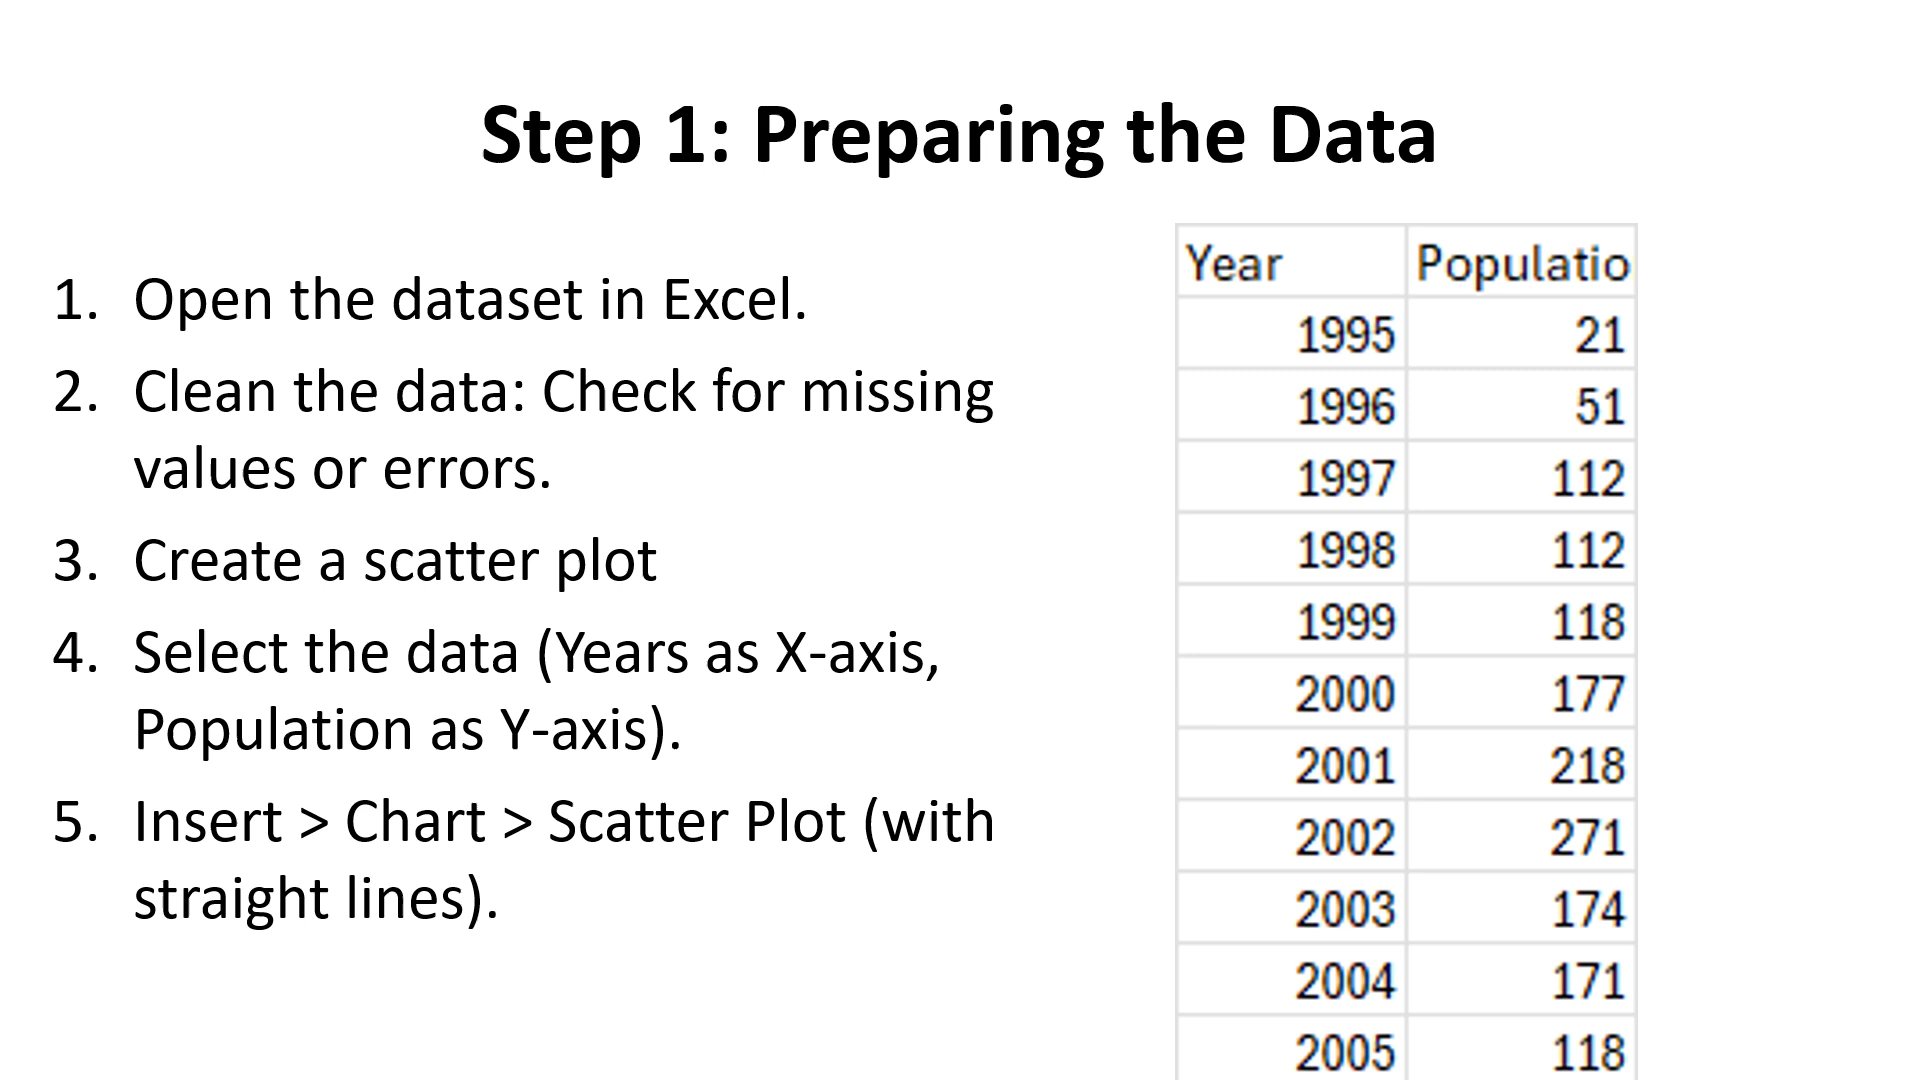 Step 1: Preparing the Data
1. Open the dataset in Excel.
2. Clean the data: Check for missing
values or errors.
3. Create a scatter plot
4. Select the data (Years as X-axis,
Population as Y-axis).
5. Insert > Chart > Scatter Plot (with
straight lines).
Year Populatio
1995 21
1996 51
1997 112
1998 112
1999 118
2000 177
2001 218
2002 271
2003 174
2004 171
2005 118